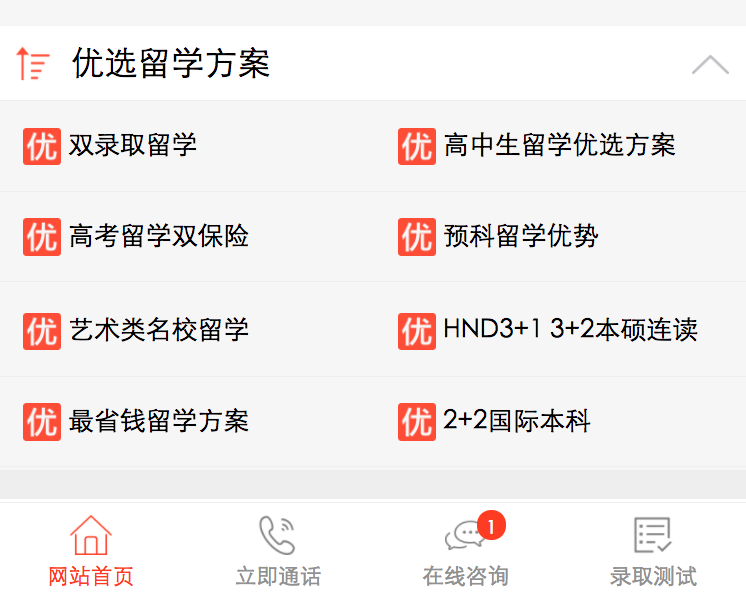 优选留学方案
优 双录取留学
优 高中生留学优选方案
优 高考留学双保险
优 预科留学优势
优 艺术类名校留学
优 HND3+1 3+2本硕连读
优 最省钱留学方案
优 2+2国际本科
1
网站首页
立即通话
在线咨询
录取测试